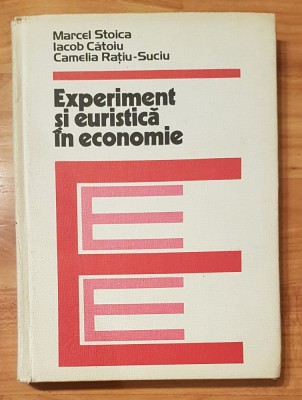 Marcel Stoica
Iacob Cătoiu
Camelia Rațiu-Suciu
Experiment
și euristică
în economie